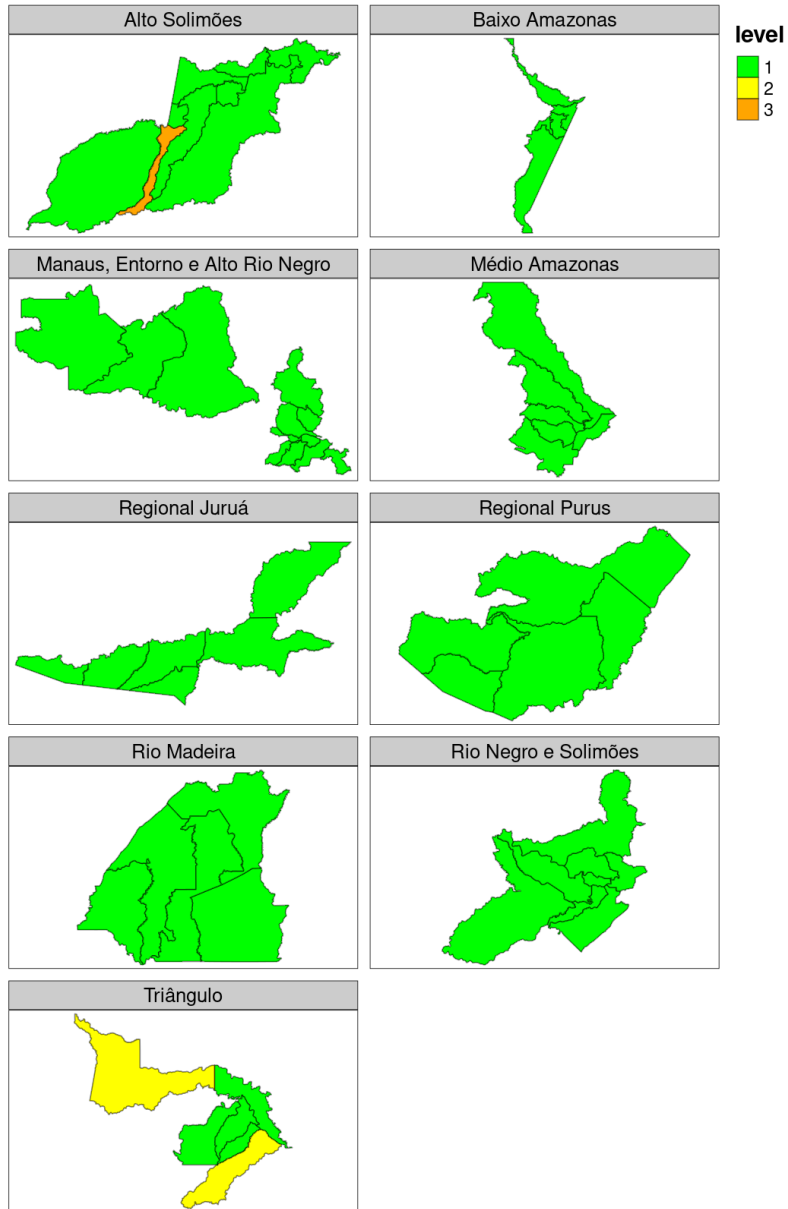 Alto Solimões
Baixo Amazonas
level
1
2
3
Manaus, Entorno e Alto Rio Negro
Médio Amazonas
Regional Juruá
Regional Purus
Rio Madeira
Rio Negro e Solimões
Triângulo